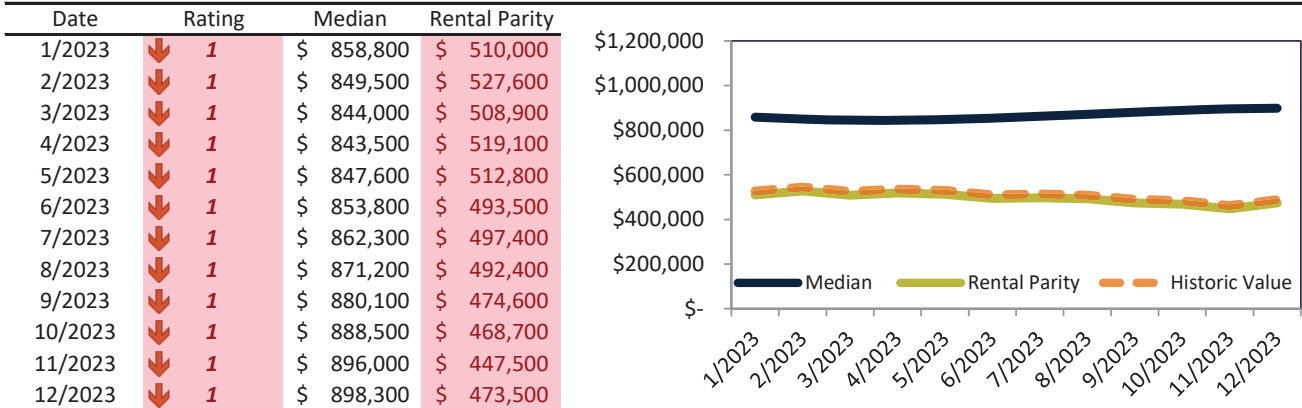 Date Rating Median Rental Parity
1/2023 1 $ 858,800 $ 510,000
2/2023 1 $ 849,500 $ 527,600
3/2023 1 $ 844,000 $ 508,900
4/2023 1 $ 843,500 $ 519,100
5/2023 1 $ 847,600 $ 512,800
6/2023 1 $ 853,800 $ 493,500
7/2023 1 $ 862,300 $ 497,400
8/2023 1 $ 871,200 $ 492,400
9/2023 1 $ 880,100 $ 474,600
10/2023 1 $ 888,500 $ 468,700
11/2023 1 $ 896,000 $ 447,500
12/2023 1 $ 898,300 $ 473,500
$1,200,000
$1,000,000
$800,000
$600,000
$400,000
$200,000
$-
Median Rental Parity Historic Value
1/2023 2/2023 3/2023 4/2023 5/2023 6/2023 7/2023 8/2023 9/2023 10/2023 11/2023 12/2023